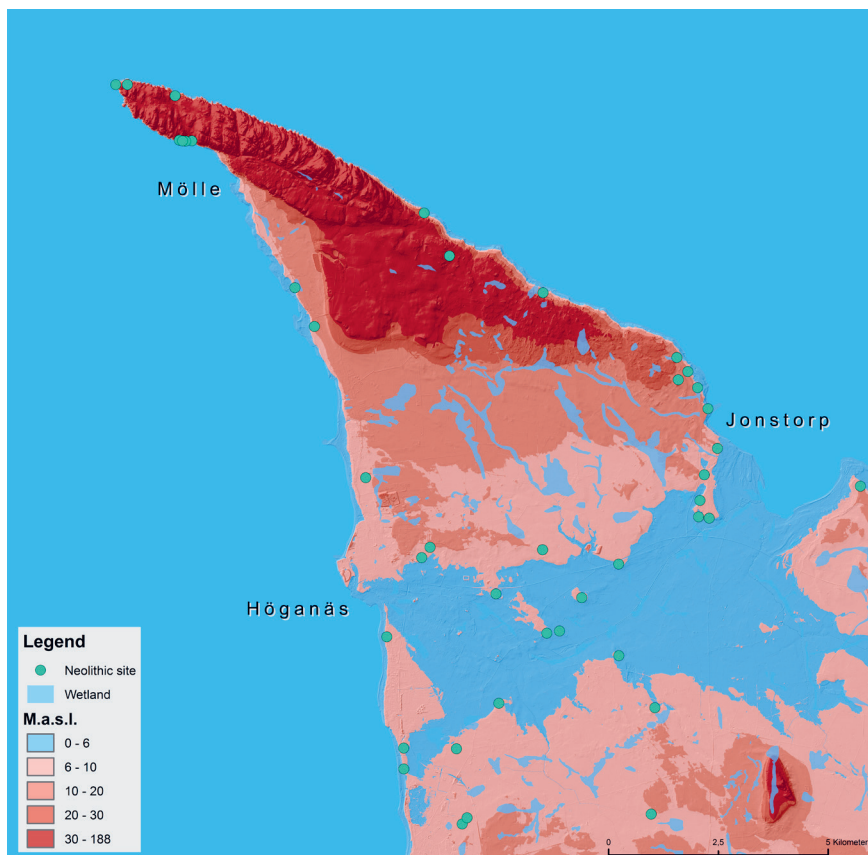 Mölle
Jonstorp
Höganäs
Legend
Neolithic site
Wetland
M.a.s.l.
0 - 6
6 - 10
10 - 20
20 - 30
30 - 188
0 2,5 5 Kilometer